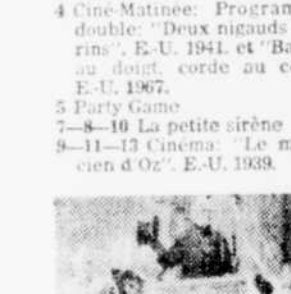 4 Ciné-Matinée: Program
double: "Deux nigauds
rins". E.-U. 1941. et "Ba
au doigt, corde au c
E.-U. 1967.
5 Party Game
7—8—10 La petite sirène
9—11—13 Cinéma: "Le m
cien d'Oz". E.-U. 1939.